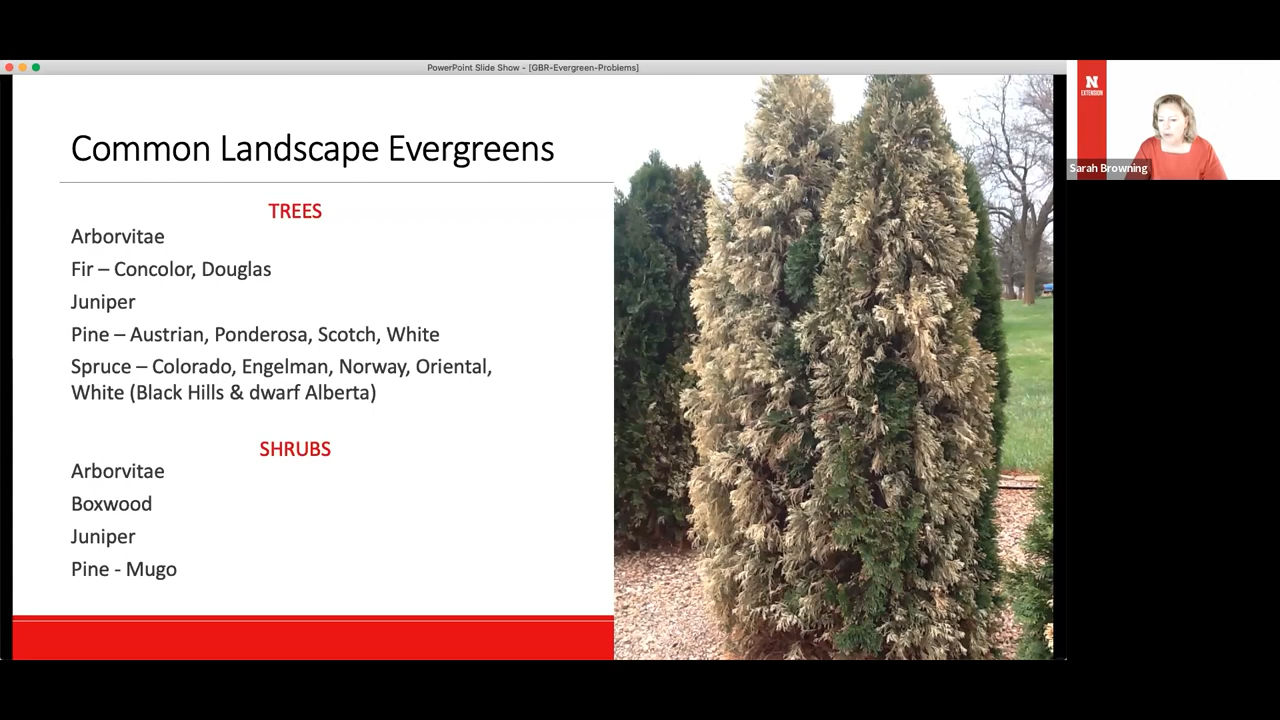 PowerPoint Slide Show - [GBR-Evergreen-Problems]
Common Landscape Evergreens
TREES
Arborvitae
Fir – Concolor, Douglas
Juniper
Pine – Austrian, Ponderosa, Scotch, White
Spruce – Colorado, Engelman, Norway, Oriental,
White (Black Hills & dwarf Alberta)
SHRUBS
Arborvitae
Boxwood
Juniper
Pine - Mugo
N
EXTENSION
Sarah Browning